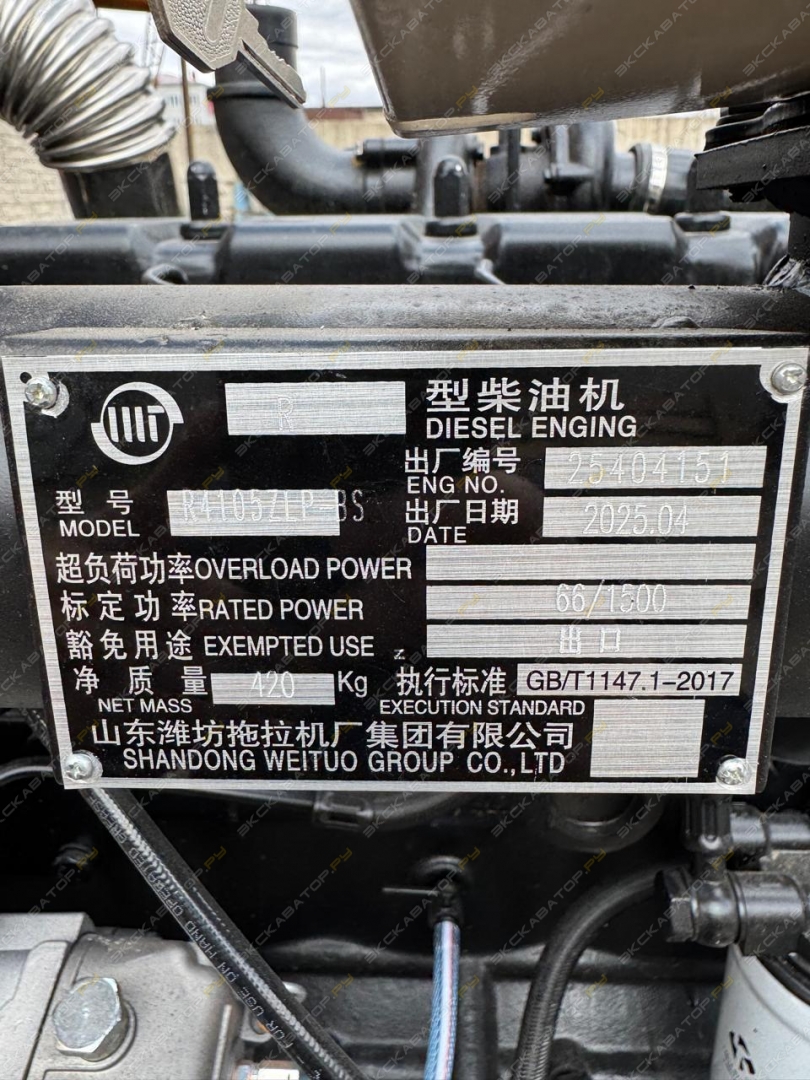 R 型柴油机
DIESEL ENGING
出厂编号 25404151
ENG NO.
型号 R4105ZLP-BS
MODEL
出厂日期 2025.04
DATE
超负荷功率OVERLOAD POWER
标定功率RATED POWER 66/1500
豁免用途 EXEMPTED USE 出口
净质量 420 Kg
NET MASS
执行标准 GB/T1147.1-2017
EXECUTION STANDARD
山东潍坊拖拉机厂集团有限公司
SHANDONG WEITUO GROUP CO.,LTD
ЭКСКАВАТОР.РУ